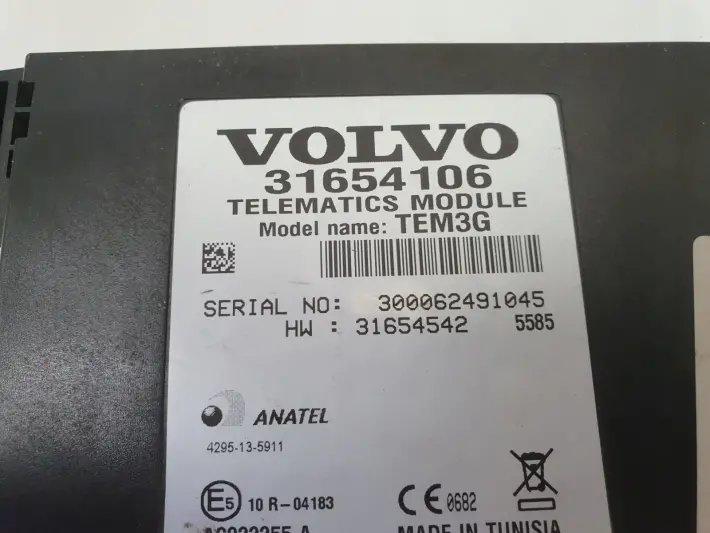 VOLVO
31654106
TELEMATICS MODULE
Model name: TEM3G
SERIAL NO: 300062491045
HW : 31654542 5585
ANATEL
4295-13-5911
E5 10 R-04183 CE 0682
MADE IN TUNISIA